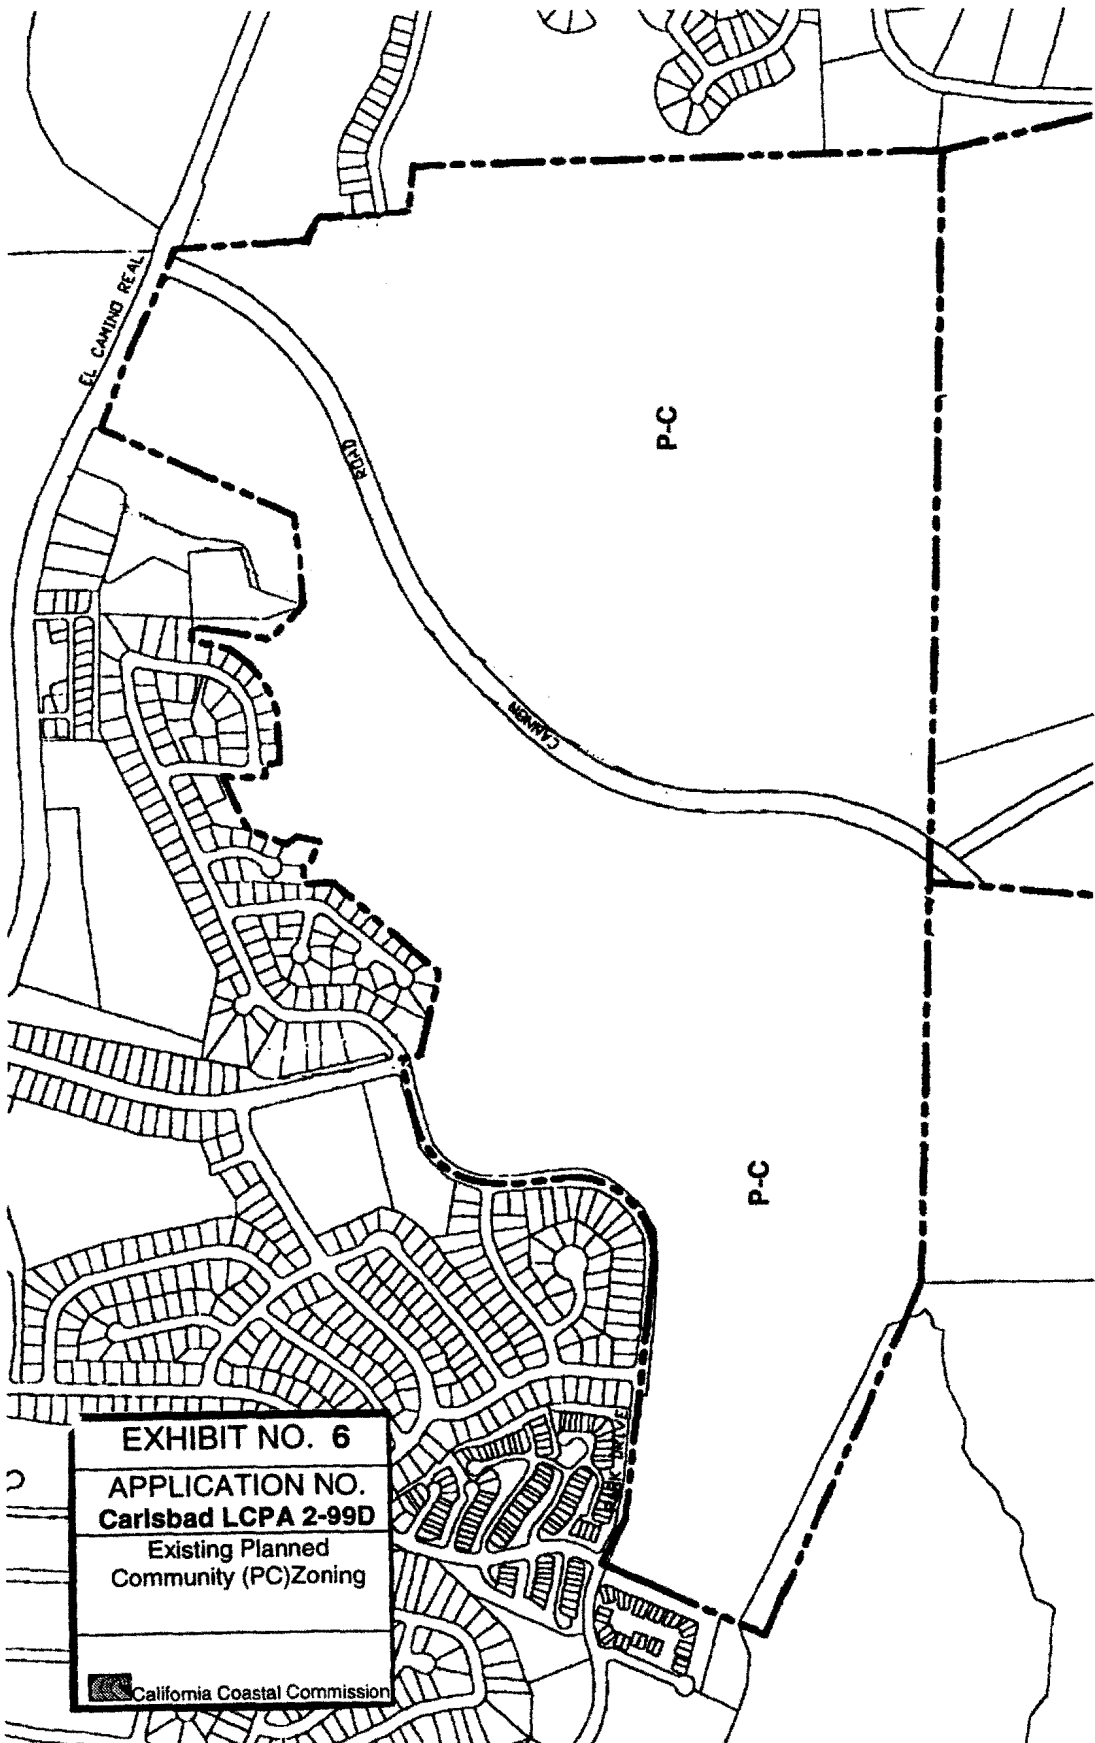 EL CAMINO REAL
ROAD
P-C
CANNON
P-C
PARK DRIVE
EXHIBIT NO. 6
APPLICATION NO.
Carlsbad LCPA 2-99D
Existing Planned
Community (PC)Zoning
California Coastal Commission